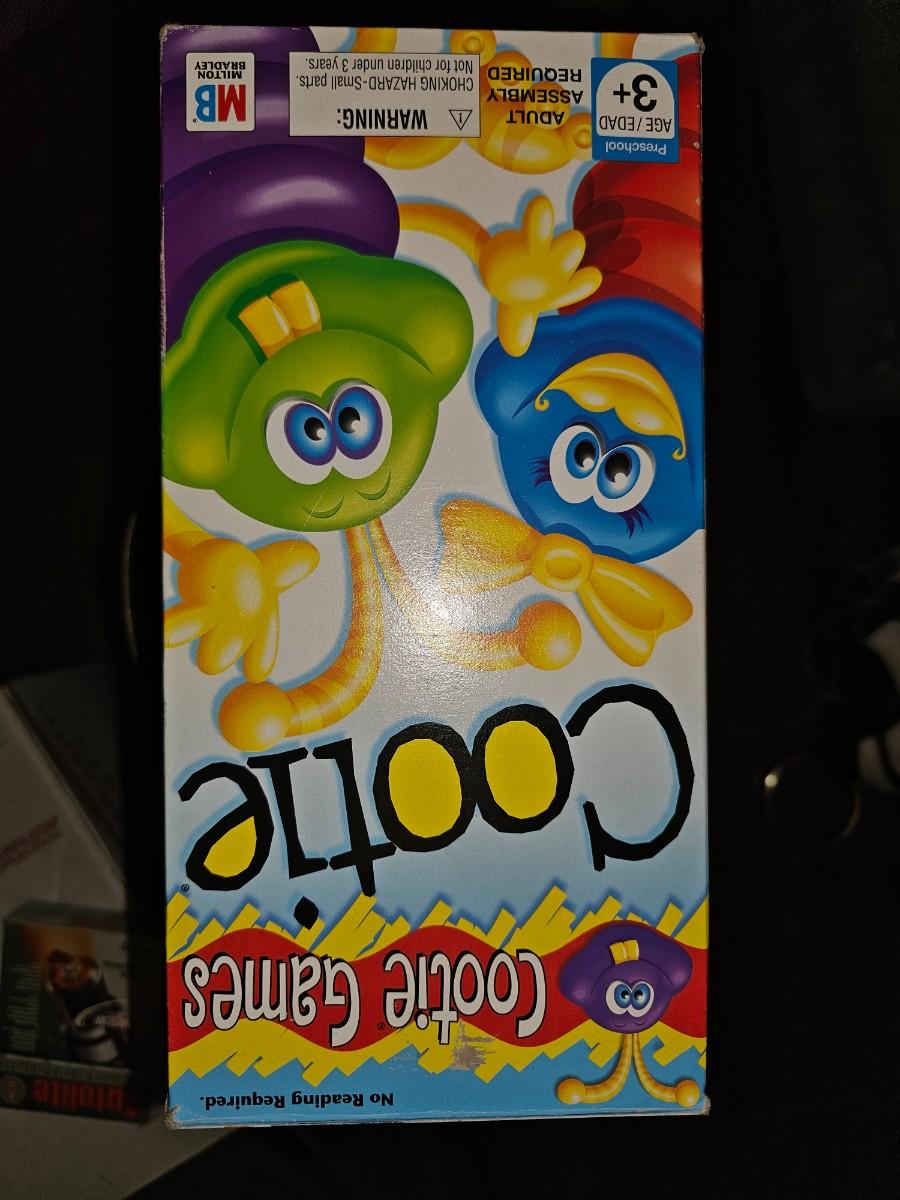 No Reading Required.
Cootie® Games
Cootie®
Preschool
AGE / EDAD
3+
ADULT
ASSEMBLY
REQUIRED
WARNING:
CHOKING HAZARD-Small parts.
Not for children under 3 years.
MB
MILTON
BRADLEY
Autolite